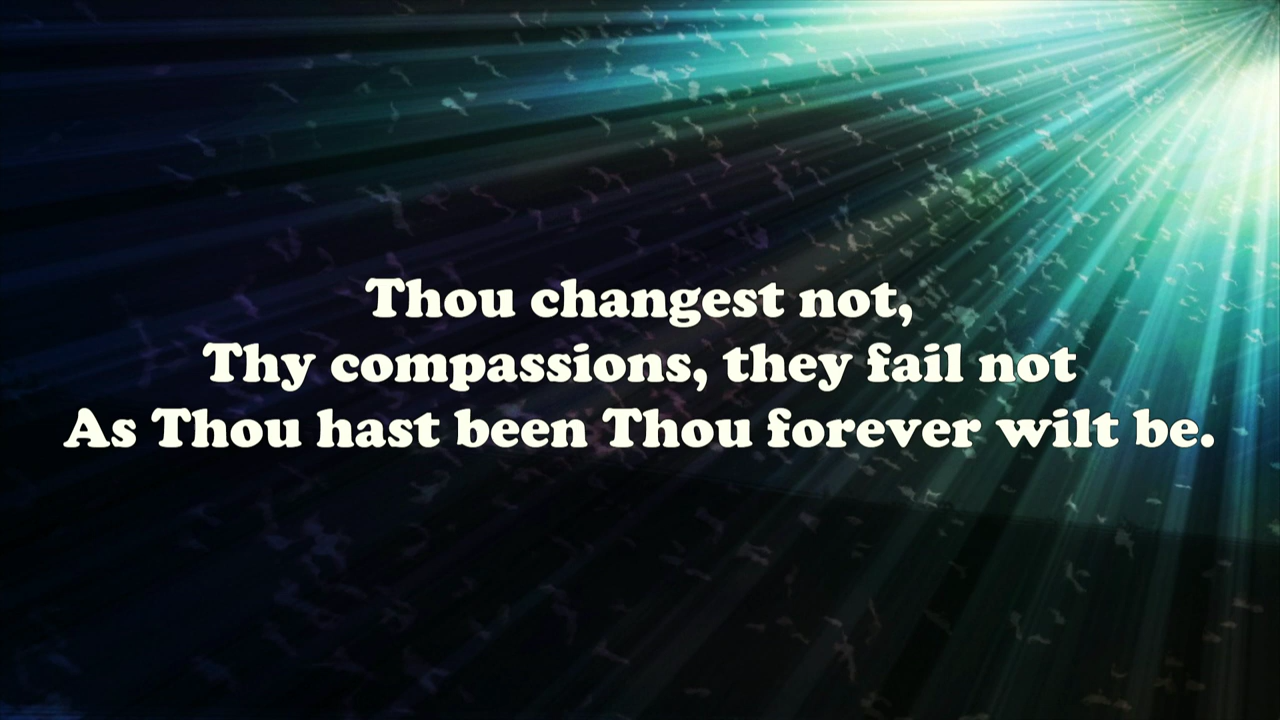 Thou changest not,
Thy compassions, they fail not
As Thou hast been Thou forever wilt be.